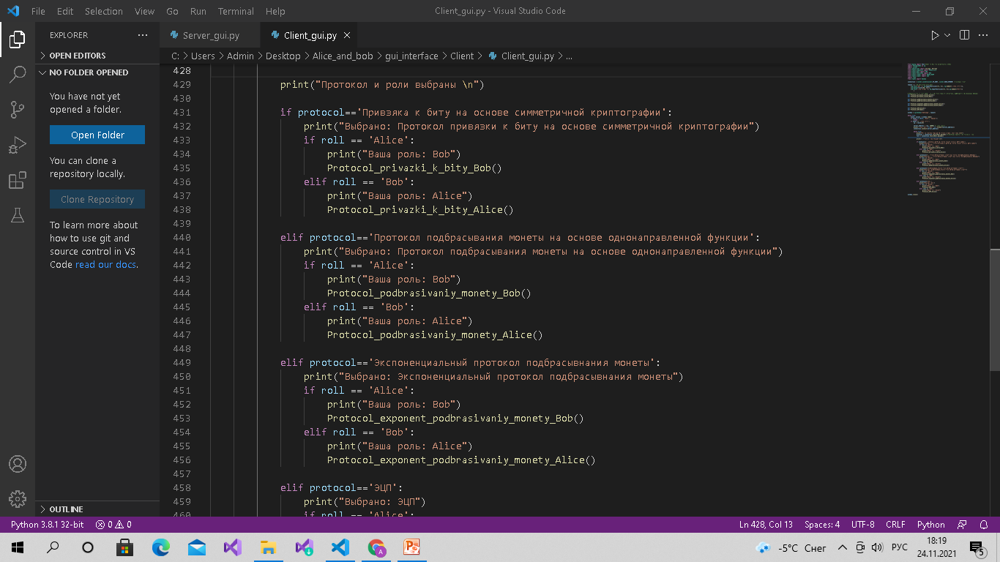 File Edit Selection View Go Run Terminal Help
Client_gui.py - Visual Studio Code
EXPLORER
Server_gui.py
Client_gui.py
OPEN EDITORS
C: > Users > Admin > Desktop > Alice_and_bob > gui_interface > Client > Client_gui.py > ...
NO FOLDER OPENED
You have not yet
opened a folder.
Open Folder
You can clone a
repository locally.
Clone Repository
To learn more about
how to use git and
source control in VS
Code read our docs.
OUTLINE
428
429 print("Протокол и роли выбраны \n")
430
431 if protocol=='Привзяка к биту на основе симметричной криптографии':
432 print("Выбрано: Протокол привязки к биту на основе симметричной криптографии")
433 if roll == 'Alice':
434 print("Ваша роль: Bob")
435 Protocol_privazki_k_bity_Bob()
436 elif roll == 'Bob':
437 print("Ваша роль: Alice")
438 Protocol_privazki_k_bity_Alice()
439
440 elif protocol=='Протокол подбрасывания монеты на основе однонаправленной функции':
441 print("Выбрано: Протокол подбрасывания монеты на основе однонаправленной функции")
442 if roll == 'Alice':
443 print("Ваша роль: Bob")
444 Protocol_podbrasivaniy_monety_Bob()
445 elif roll == 'Bob':
446 print("Ваша роль: Alice")
447 Protocol_podbrasivaniy_monety_Alice()
448
449 elif protocol=='Экспоненциальный протокол подбрасывнания монеты':
450 print("Выбрано: Экспоненциальный протокол подбрасывнания монеты")
451 if roll == 'Alice':
452 print("Ваша роль: Bob")
453 Protocol_exponent_podbrasivaniy_monety_Bob()
454 elif roll == 'Bob':
455 print("Ваша роль: Alice")
456 Protocol_exponent_podbrasivaniy_monety_Alice()
457
458 elif protocol=='ЭЦП':
459 print("Выбрано: ЭЦП")
460 if roll == 'Alice':
Python 3.8.1 32-bit 0 0
Ln 428, Col 13 Spaces: 4 UTF-8 CRLF Python
-5°C Снег РУС
18:19
24.11.2021
5